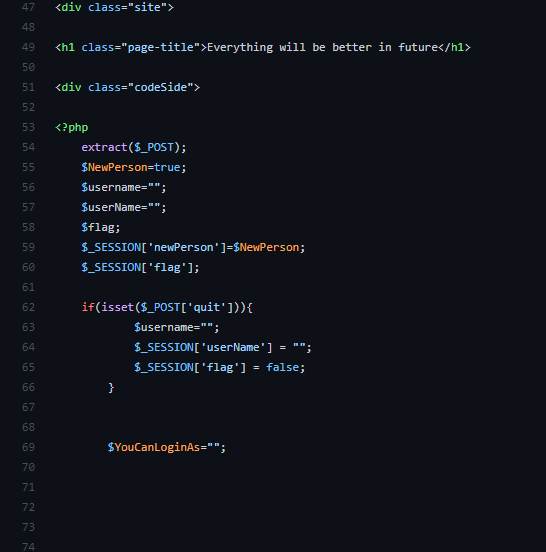 47 <div class="site">
48
49 <h1 class="page-title">Everything will be better in future</h1>
50
51 <div class="codeSide">
52
53 <?php
54 extract($_POST);
55 $NewPerson=true;
56 $username="";
57 $userName="";
58 $flag;
59 $_SESSION['newPerson']=$NewPerson;
60 $_SESSION['flag'];
61
62 if(isset($_POST['quit'])){
63 $username="";
64 $_SESSION['userName'] = "";
65 $_SESSION['flag'] = false;
66 }
67
68
69 $YouCanLoginAs="";
70
71
72
73
74